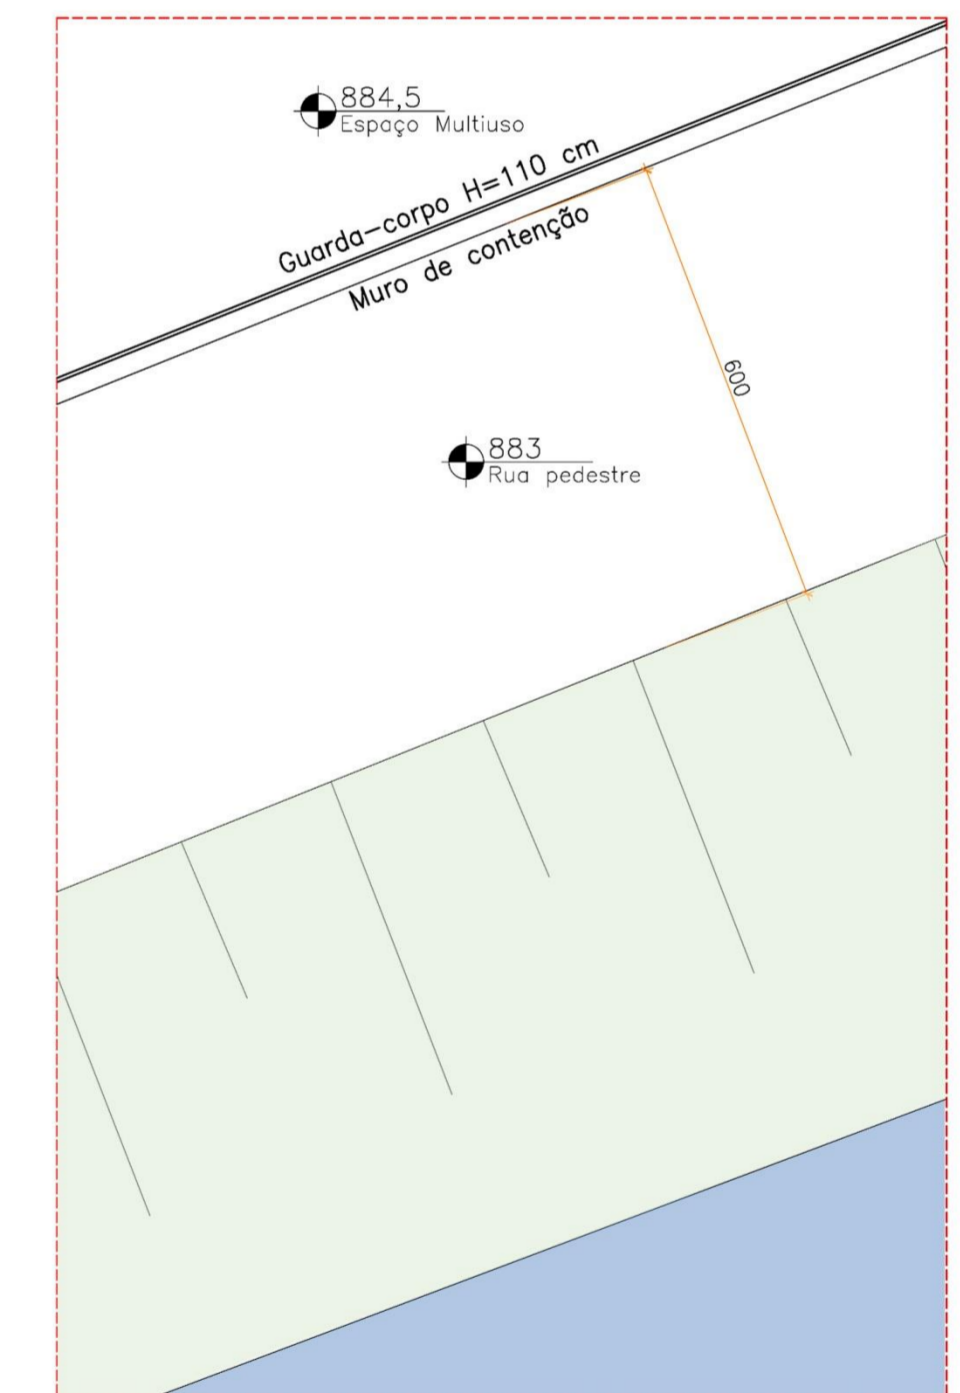 884,5
Espaço Multiuso
Guarda-corpo H=110 cm
Muro de contenção
600
883
Rua pedestre